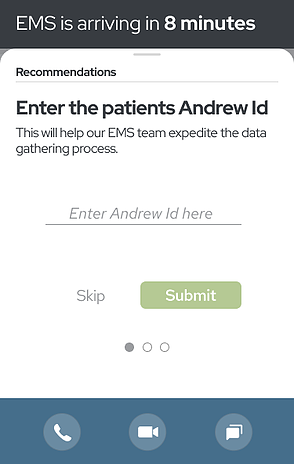 EMS is arriving in 8 minutes
Recommendations
Enter the patients Andrew Id
This will help our EMS team expedite the data
gathering process.
Enter Andrew Id here
Skip
Submit